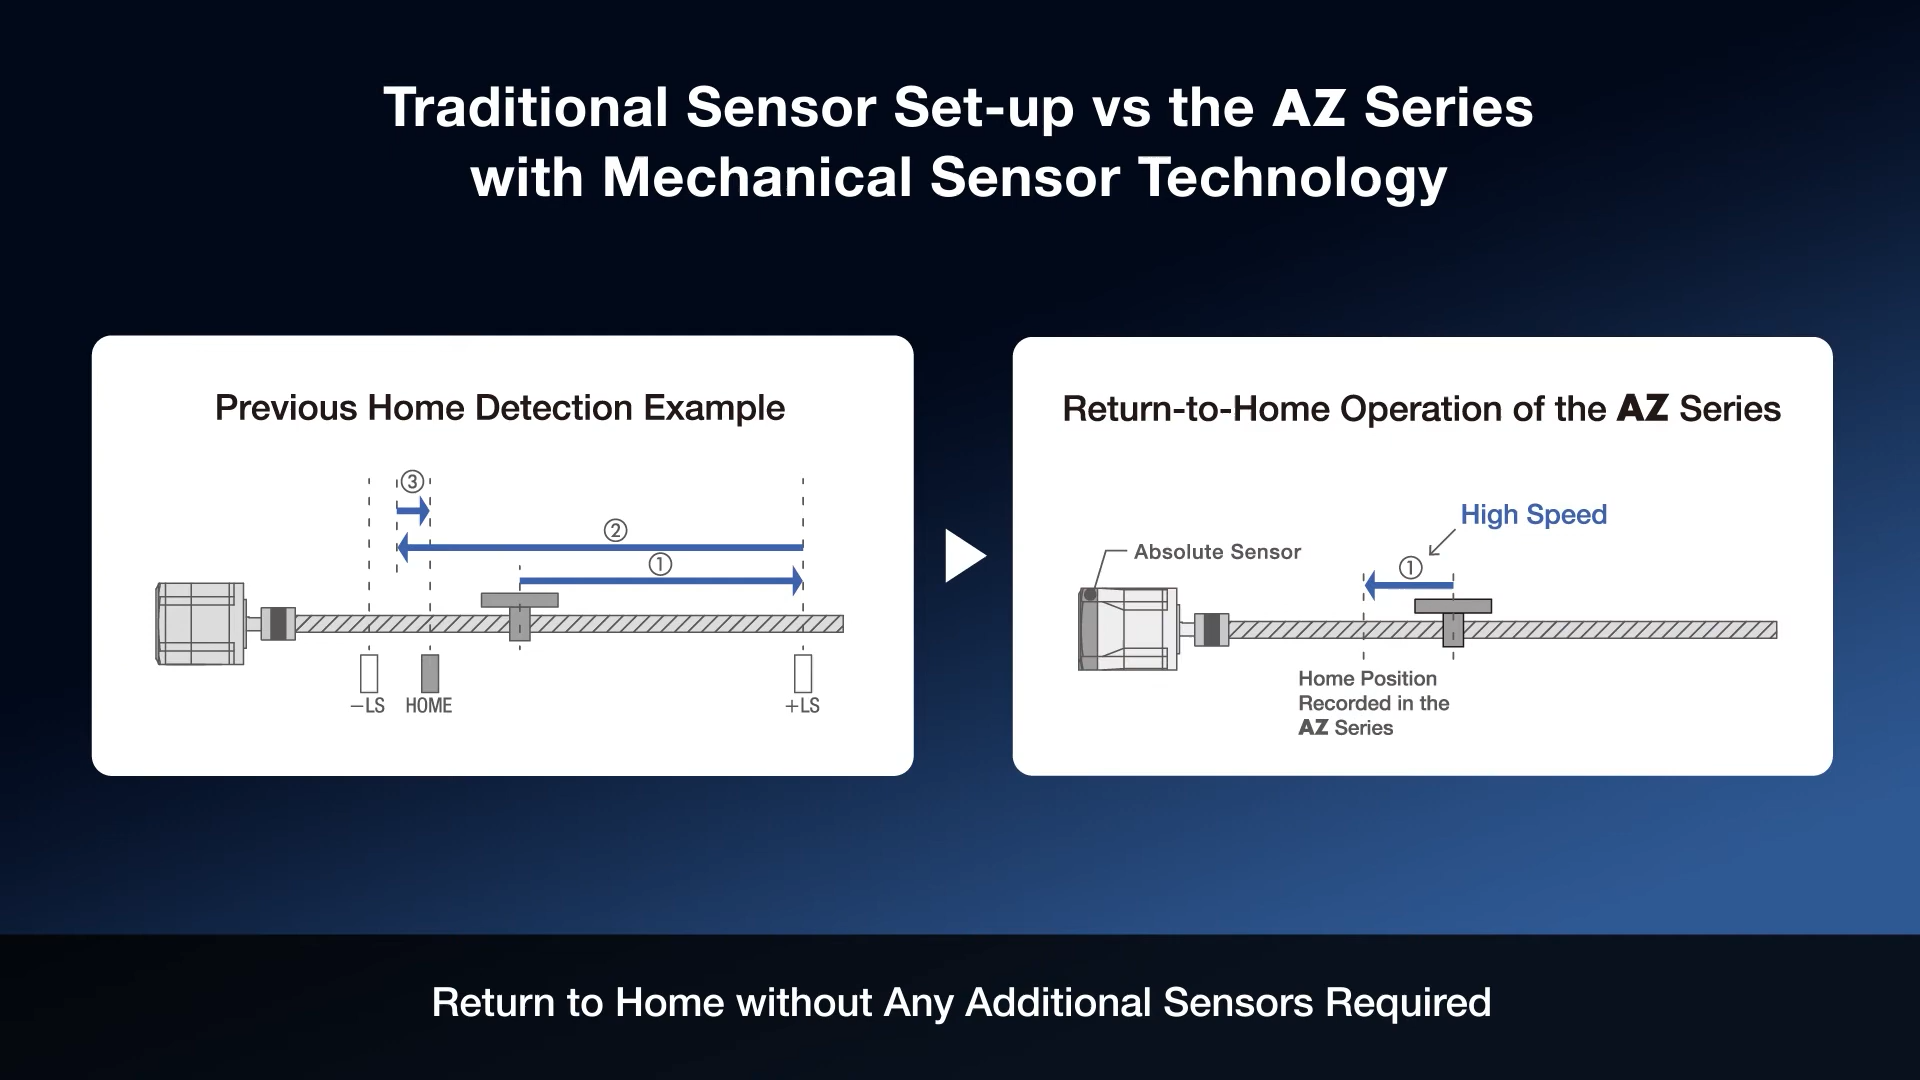 Traditional Sensor Set-up vs the AZ Series
with Mechanical Sensor Technology
Previous Home Detection Example
③
②
①
−LS
HOME
+LS
Return-to-Home Operation of the AZ Series
High Speed
Absolute Sensor
①
Home Position
Recorded in the
AZ Series
Return to Home without Any Additional Sensors Required